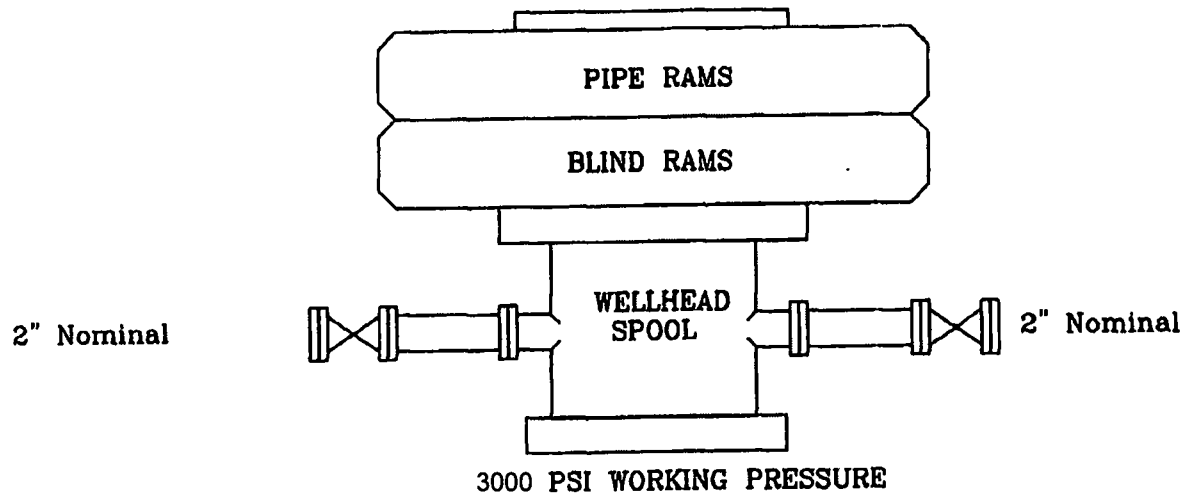 PIPE RAMS
BLIND RAMS
WELLHEAD
SPOOL
2" Nominal
2" Nominal
3000 PSI WORKING PRESSURE